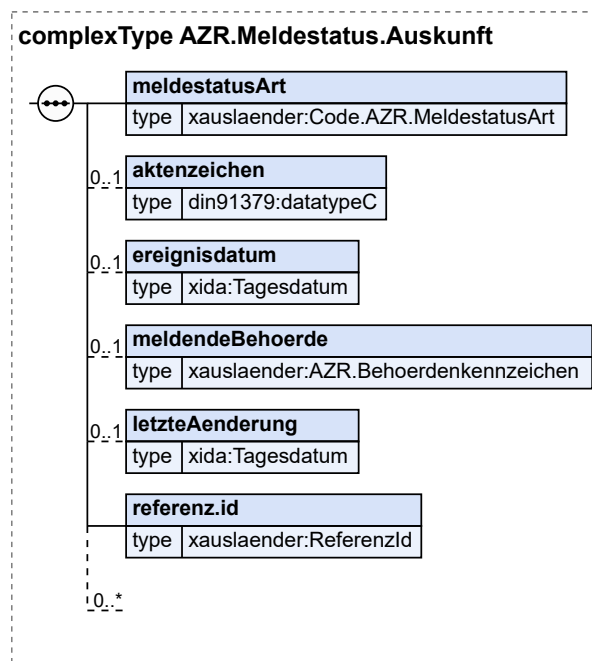 complexType AZR.Meldestatus.Auskunft
meldestatusArt
type xauslaender:Code.AZR.MeldestatusArt
0..1 aktenzeichen
type din91379:datatypeC
0..1 ereignisdatum
type xida:Tagesdatum
0..1 meldendeBehoerde
type xauslaender:AZR.Behoerdenkennzeichen
0..1 letzteAenderung
type xida:Tagesdatum
referenz.id
type xauslaender:ReferenzId
0..*